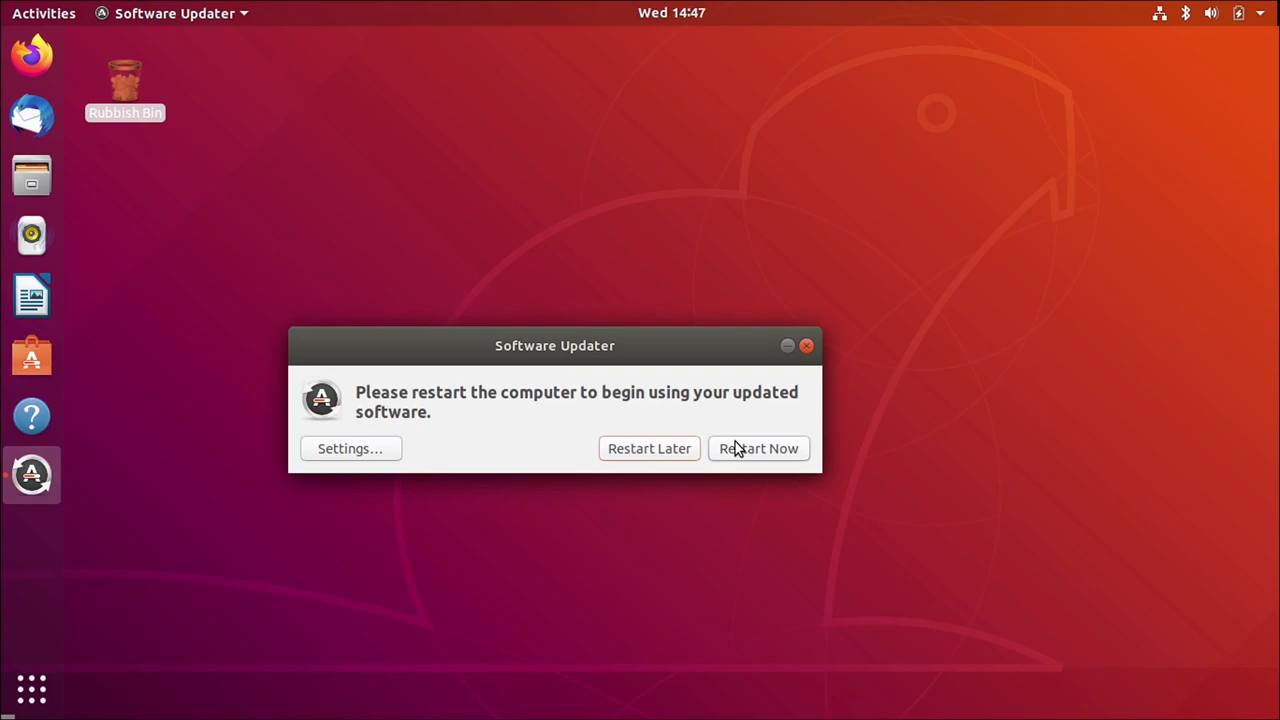 Activities
Software Updater
Wed 14:47
Rubbish Bin
Software Updater
Please restart the computer to begin using your updated
software.
Settings...
Restart Later
Restart Now